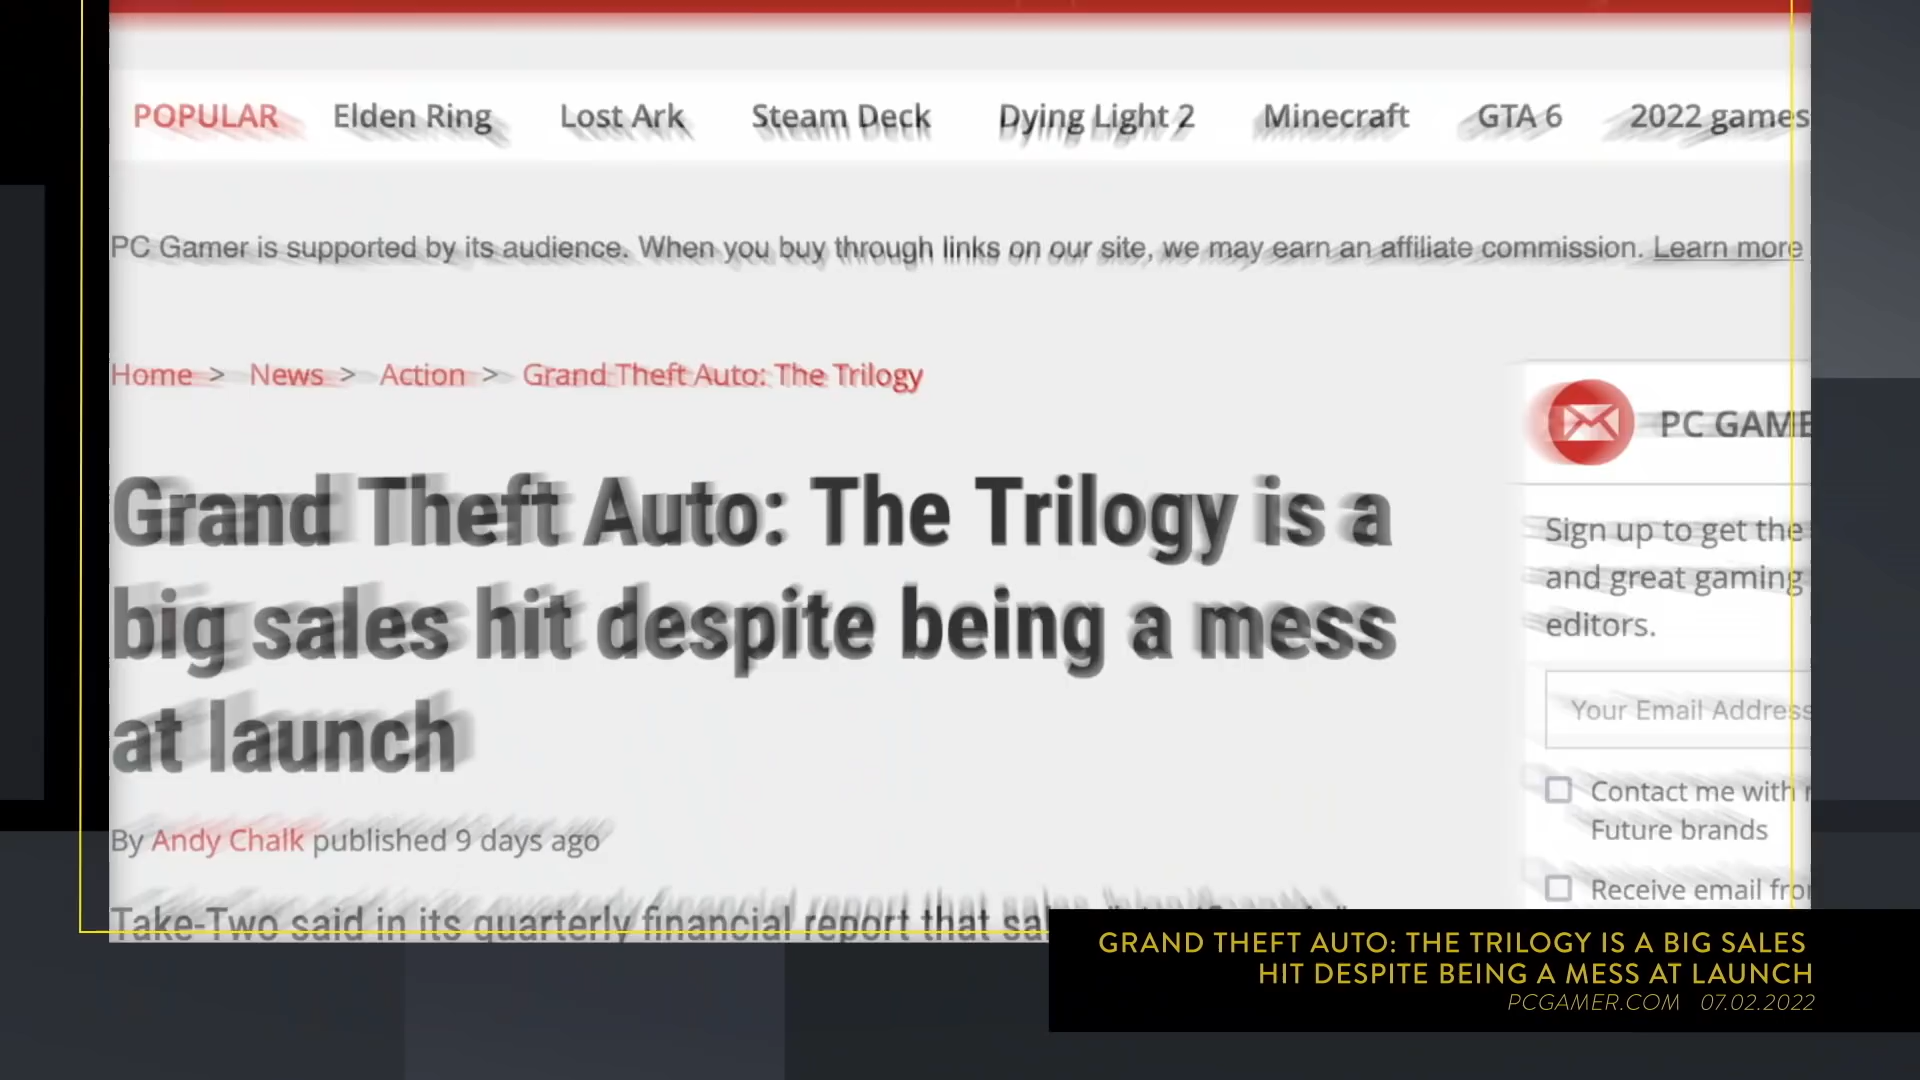 POPULAR Elden Ring Lost Ark Steam Deck Dying Light 2 Minecraft GTA 6 2022 games
PC Gamer is supported by its audience. When you buy through links on our site, we may earn an affiliate commission. Learn more
Home > News > Action > Grand Theft Auto: The Trilogy
Grand Theft Auto: The Trilogy is a
big sales hit despite being a mess
at launch
By Andy Chalk published 9 days ago
Take-Two said in its quarterly financial report that
PC GAME
Sign up to get the
and great gaming
editors.
Your Email Address
Contact me with
Future brands
Receive email from
GRAND THEFT AUTO: THE TRILOGY IS A BIG SALES
HIT DESPITE BEING A MESS AT LAUNCH
PCGAMER.COM 07.02.2022